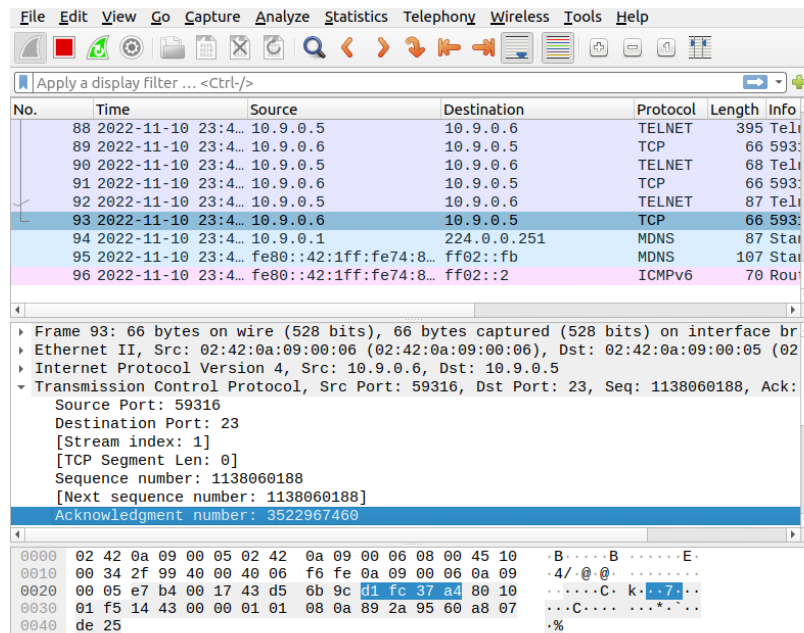 File Edit View Go Capture Analyze Statistics Telephony Wireless Tools Help
Apply a display filter … <Ctrl-/>
No. Time Source Destination Protocol Length Info
88 2022-11-10 23:4… 10.9.0.5 10.9.0.6 TELNET 395 Teln
89 2022-11-10 23:4… 10.9.0.6 10.9.0.5 TCP 66 5931
90 2022-11-10 23:4… 10.9.0.5 10.9.0.6 TELNET 68 Teln
91 2022-11-10 23:4… 10.9.0.6 10.9.0.5 TCP 66 5931
92 2022-11-10 23:4… 10.9.0.5 10.9.0.6 TELNET 87 Teln
93 2022-11-10 23:4… 10.9.0.6 10.9.0.5 TCP 66 5931
94 2022-11-10 23:4… 10.9.0.1 224.0.0.251 MDNS 87 Stan
95 2022-11-10 23:4… fe80::42:1ff:fe74:8… ff02::fb MDNS 107 Stan
96 2022-11-10 23:4… fe80::42:1ff:fe74:8… ff02::2 ICMPv6 70 Rout
Frame 93: 66 bytes on wire (528 bits), 66 bytes captured (528 bits) on interface br
Ethernet II, Src: 02:42:0a:09:00:06 (02:42:0a:09:00:06), Dst: 02:42:0a:09:00:05 (02
Internet Protocol Version 4, Src: 10.9.0.6, Dst: 10.9.0.5
Transmission Control Protocol, Src Port: 59316, Dst Port: 23, Seq: 1138060188, Ack:
Source Port: 59316
Destination Port: 23
[Stream index: 1]
[TCP Segment Len: 0]
Sequence number: 1138060188
[Next sequence number: 1138060188]
Acknowledgment number: 3522967460
0000 02 42 0a 09 00 05 02 42 0a 09 00 06 08 00 45 10 ·B·····B ······E·
0010 00 34 2f 99 40 00 40 06 f6 fe 0a 09 00 06 0a 09 ·4/·@·@· ········
0020 00 05 e7 b4 00 17 43 d5 6b 9c d1 fc 37 a4 80 10 ······C· k···7···
0030 01 f5 14 43 00 00 01 01 08 0a 89 2a 95 60 a8 07 ···C···· ···*·`··
0040 de 25 ·%